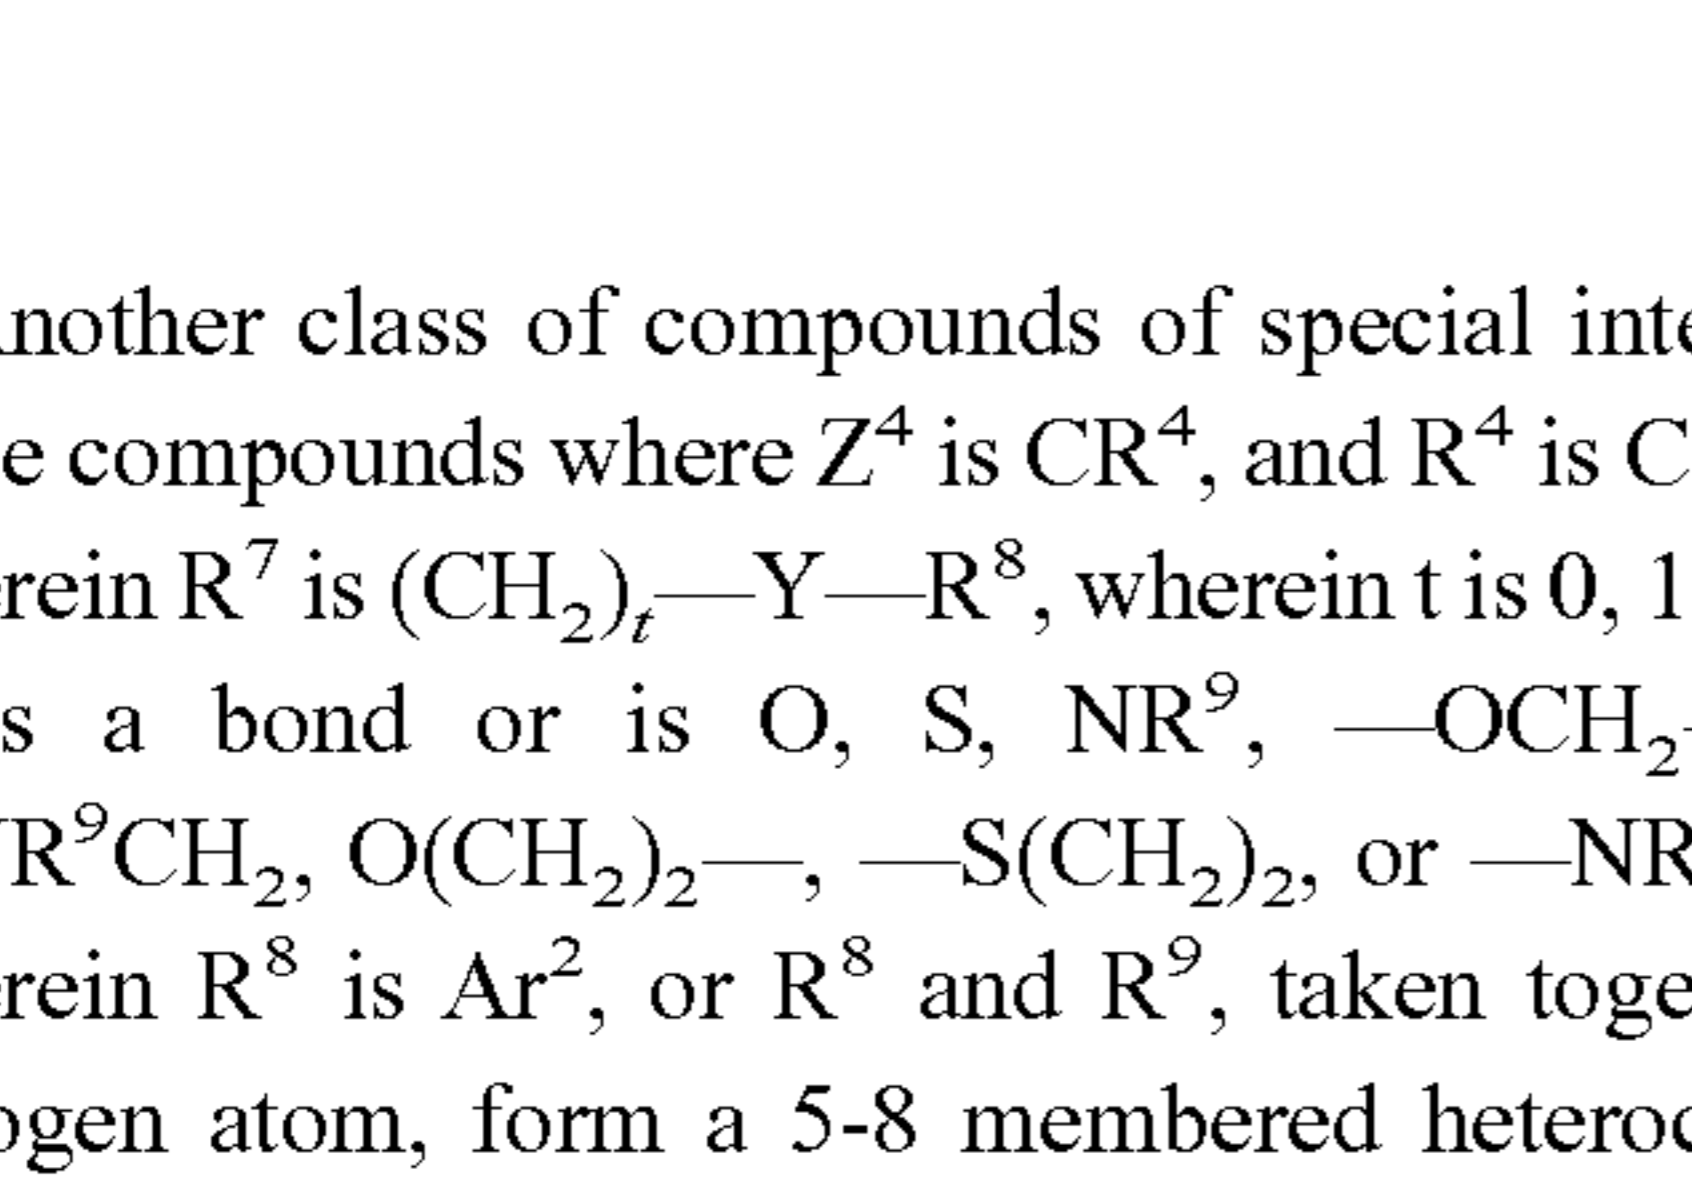 nother class of compounds of special inte
e compounds where Z⁴ is CR⁴, and R⁴ is C
rein R⁷ is (CH₂)ₜ—Y—R⁸, wherein t is 0, 1
s a bond or is O, S, NR⁹, —OCH₂
R⁹CH₂, O(CH₂)₂—, —S(CH₂)₂, or —NR
rein R⁸ is Ar², or R⁸ and R⁹, taken toge
ogen atom, form a 5-8 membered heteroc